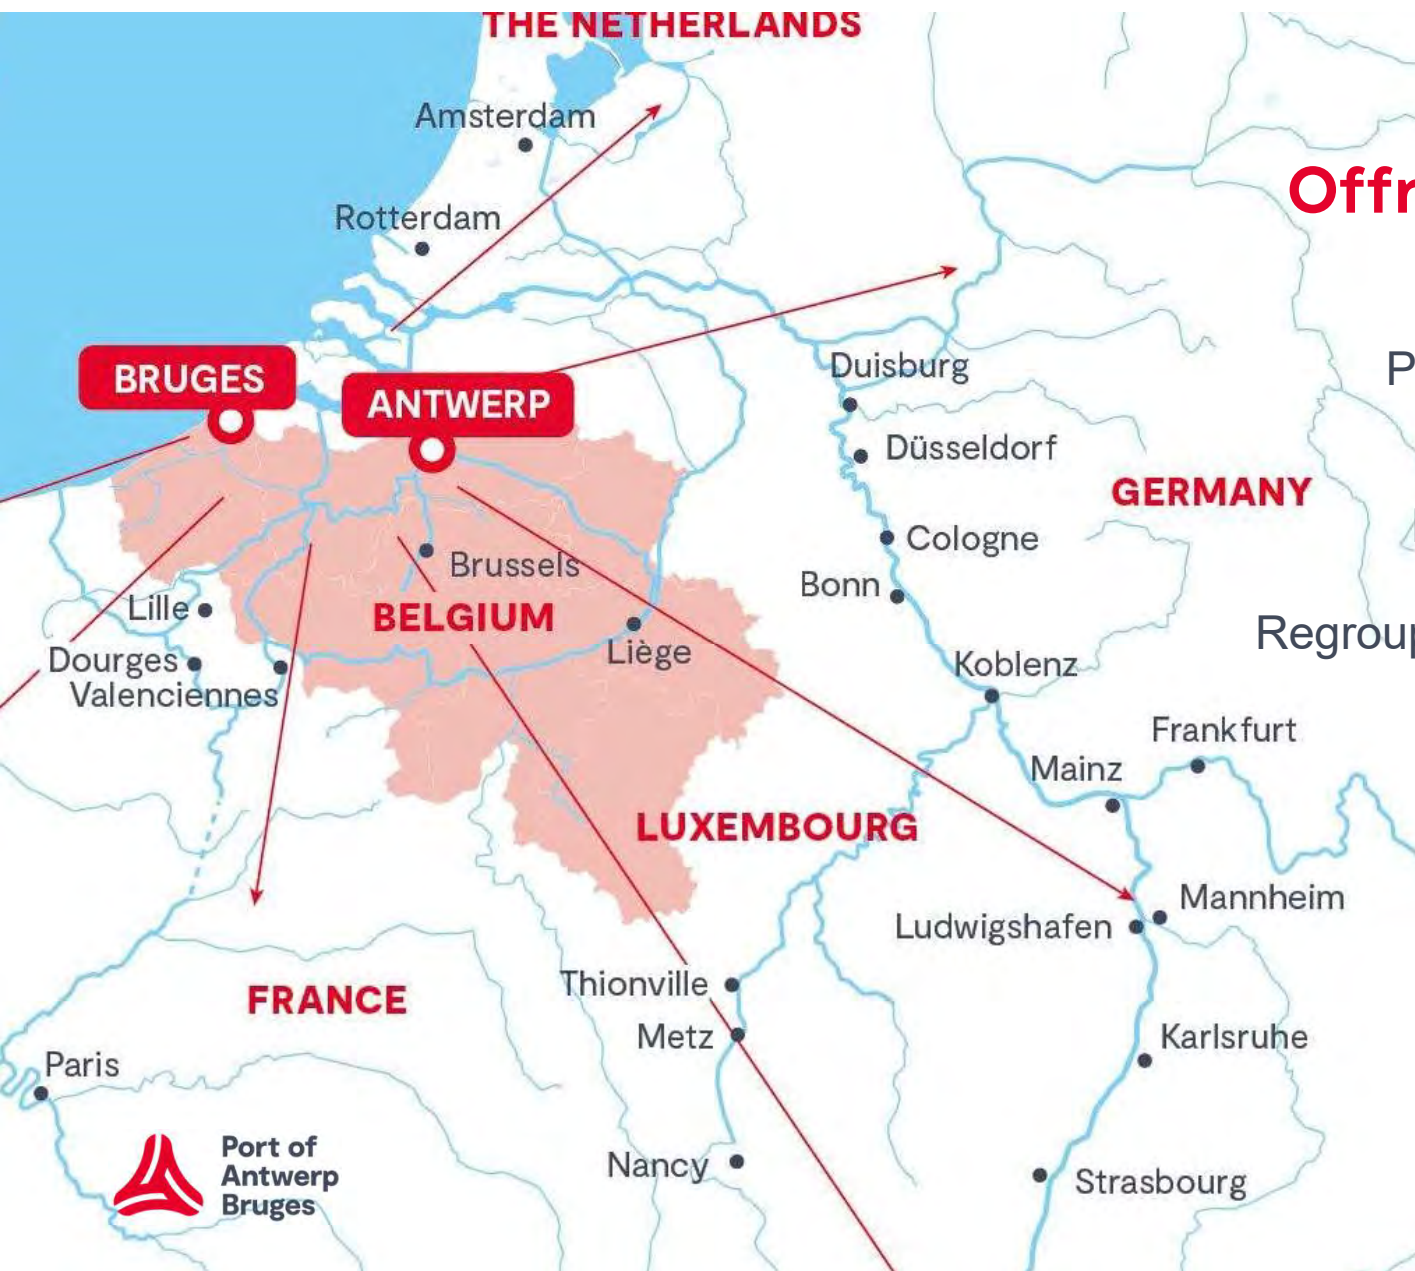 THE NETHERLANDS
Amsterdam
Offr
Rotterdam
BRUGES
ANTWERP
Duisburg
P
Düsseldorf
GERMANY
Cologne
Brussels
Bonn
Lille
BELGIUM
Regroup
Liège
Dourges
Koblenz
Valenciennes
Frankfurt
Mainz
LUXEMBOURG
Mannheim
Ludwigshafen
Thionville
FRANCE
Metz
Karlsruhe
Paris
Port of
Antwerp
Bruges
Nancy
Strasbourg